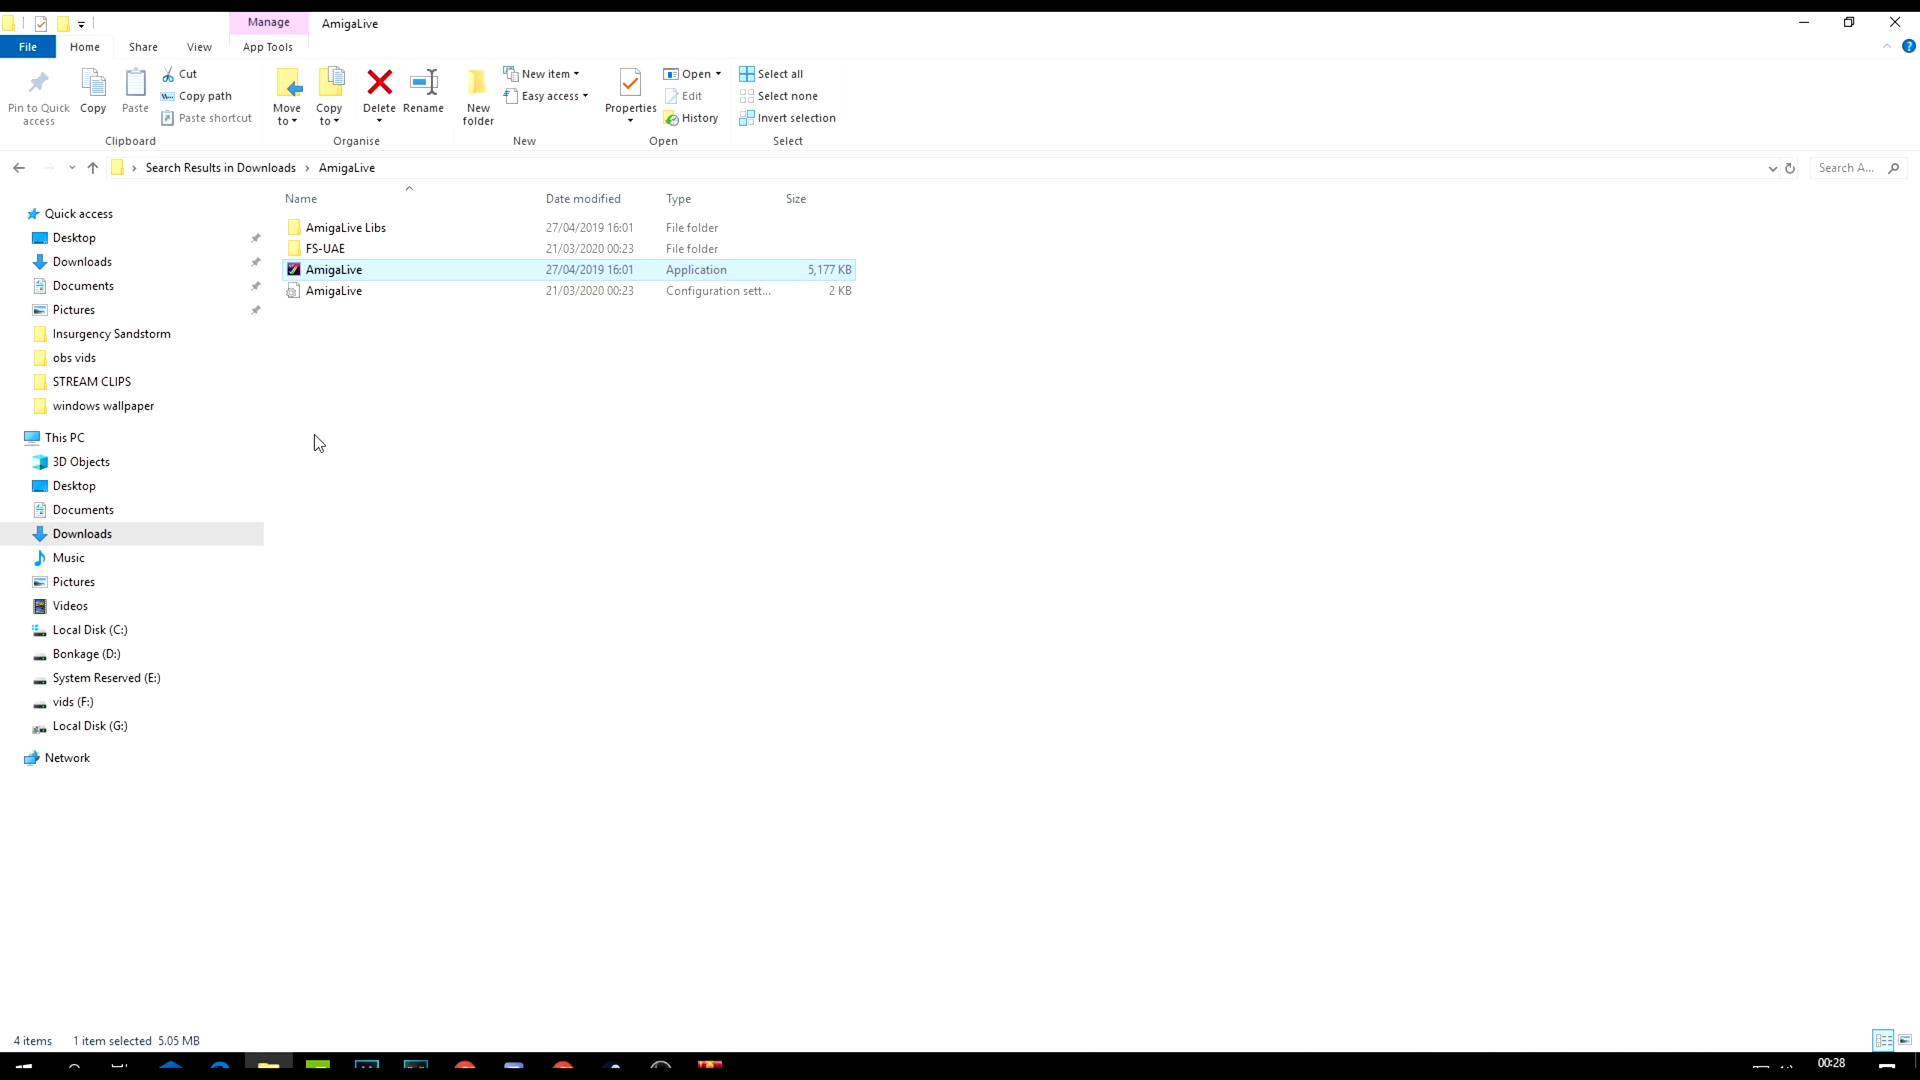 Manage
AmigaLive
File
Home
Share
View
App Tools
Pin to Quick access
Copy
Paste
Cut
Copy path
Paste shortcut
Clipboard
Move to
Copy to
Delete
Rename
Organise
New folder
New item
Easy access
New
Properties
Open
Edit
History
Open
Select all
Select none
Invert selection
Select
Search Results in Downloads › AmigaLive
Search A...
Name Date modified Type Size
AmigaLive Libs 27/04/2019 16:01 File folder
FS-UAE 21/03/2020 00:23 File folder
AmigaLive 27/04/2019 16:01 Application 5,177 KB
AmigaLive 21/03/2020 00:23 Configuration sett... 2 KB
Quick access
Desktop
Downloads
Documents
Pictures
Insurgency Sandstorm
obs vids
STREAM CLIPS
windows wallpaper
This PC
3D Objects
Desktop
Documents
Downloads
Music
Pictures
Videos
Local Disk (C:)
Bonkage (D:)
System Reserved (E:)
vids (F:)
Local Disk (G:)
Network
4 items 1 item selected 5.05 MB
00:28